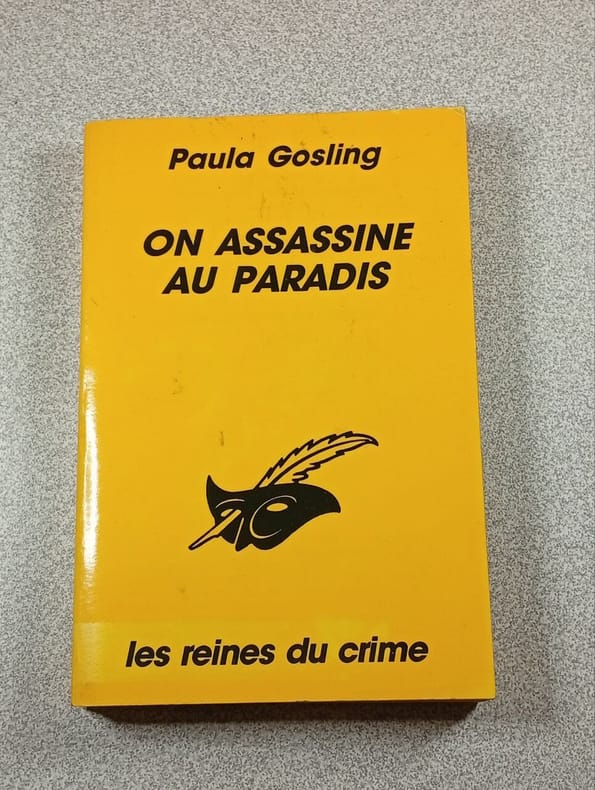 Paula Gosling
ON ASSASSINE
AU PARADIS
les reines du crime